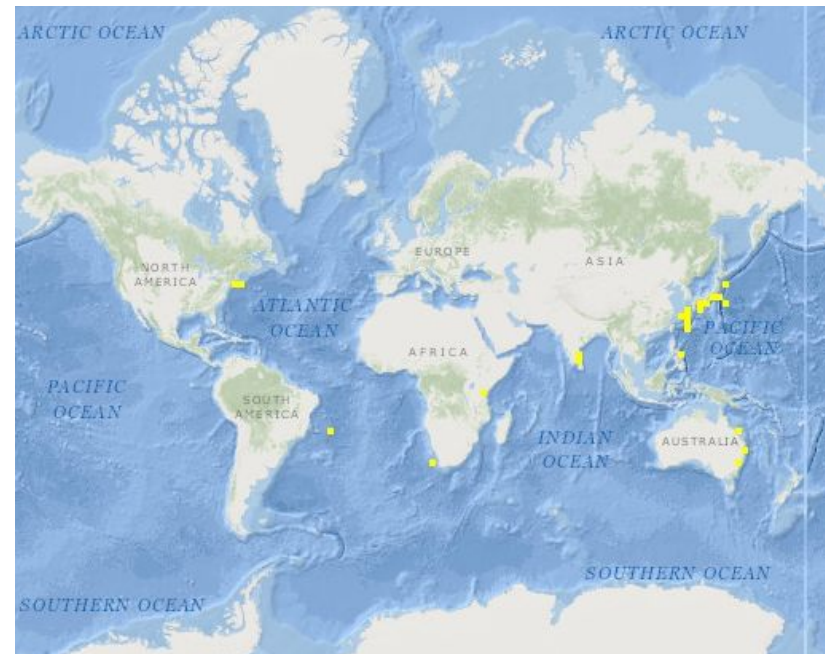 ARCTIC OCEAN
ARCTIC OCEAN
EUROPE
ASIA
NORTH
AMERICA
ATLANTIC
OCEAN
PACIFIC
OCEAN
AFRICA
PACIFIC
OCEAN
SOUTH
AMERICA
INDIAN
OCEAN
AUSTRALIA
SOUTHERN OCEAN
SOUTHERN OCEAN